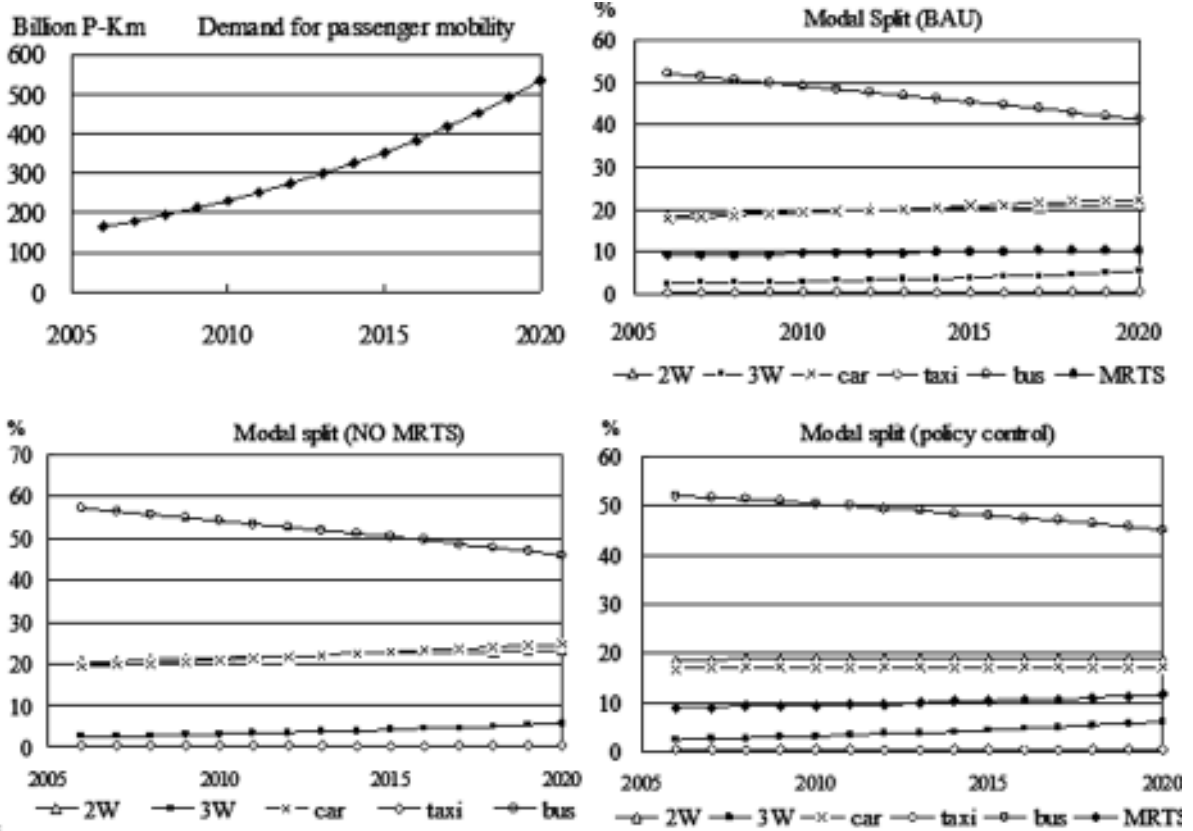 Billion P-Km Demand for passenger mobility
600
500
400
300
200
100
0
2005 2010 2015 2020
% Modal Split (BAU)
60
50
40
30
20
10
0
2005 2010 2015 2020
2W 3W car taxi bus MRTS
% Modal split (NO MRTS)
70
60
50
40
30
20
10
0
2005 2010 2015 2020
2W 3W car taxi bus
% Modal split (policy control)
60
50
40
30
20
10
0
2005 2010 2015 2020
2W 3W car taxi bus MRTS